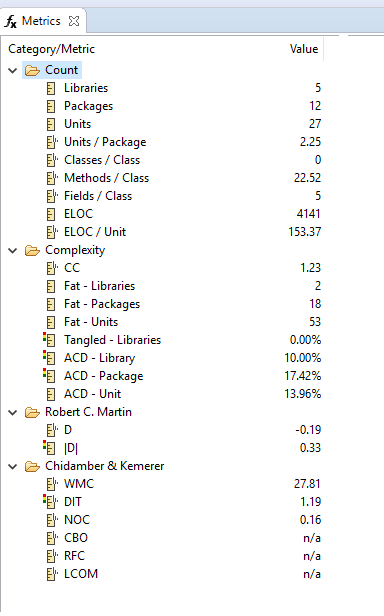 Metrics
Category/Metric Value
Count
Libraries 5
Packages 12
Units 27
Units / Package 2.25
Classes / Class 0
Methods / Class 22.52
Fields / Class 5
ELOC 4141
ELOC / Unit 153.37
Complexity
CC 1.23
Fat - Libraries 2
Fat - Packages 18
Fat - Units 53
Tangled - Libraries 0.00%
ACD - Library 10.00%
ACD - Package 17.42%
ACD - Unit 13.96%
Robert C. Martin
D -0.19
|D| 0.33
Chidamber & Kemerer
WMC 27.81
DIT 1.19
NOC 0.16
CBO n/a
RFC n/a
LCOM n/a